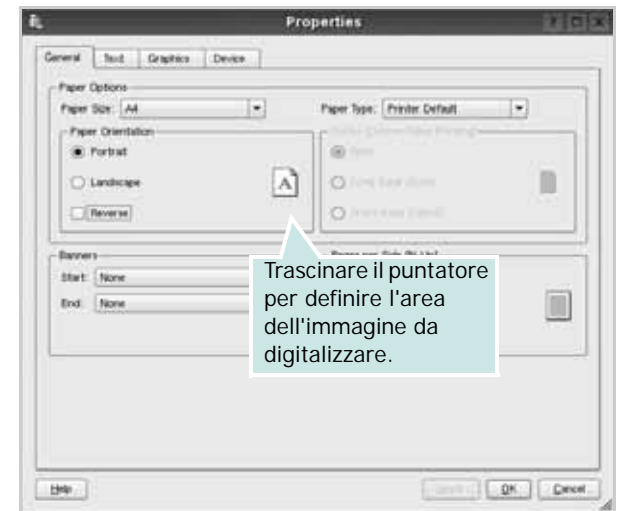 Properties
General Text Graphics Device
Paper Options
Paper Size: A4 Paper Type: Printer Default
Paper Orientation
Portrait
Landscape
A
Reverse
Banners
Start: None
End: None
Trascinare il puntatore
per definire l'area
dell'immagine da
digitalizzare.
Help OK Cancel